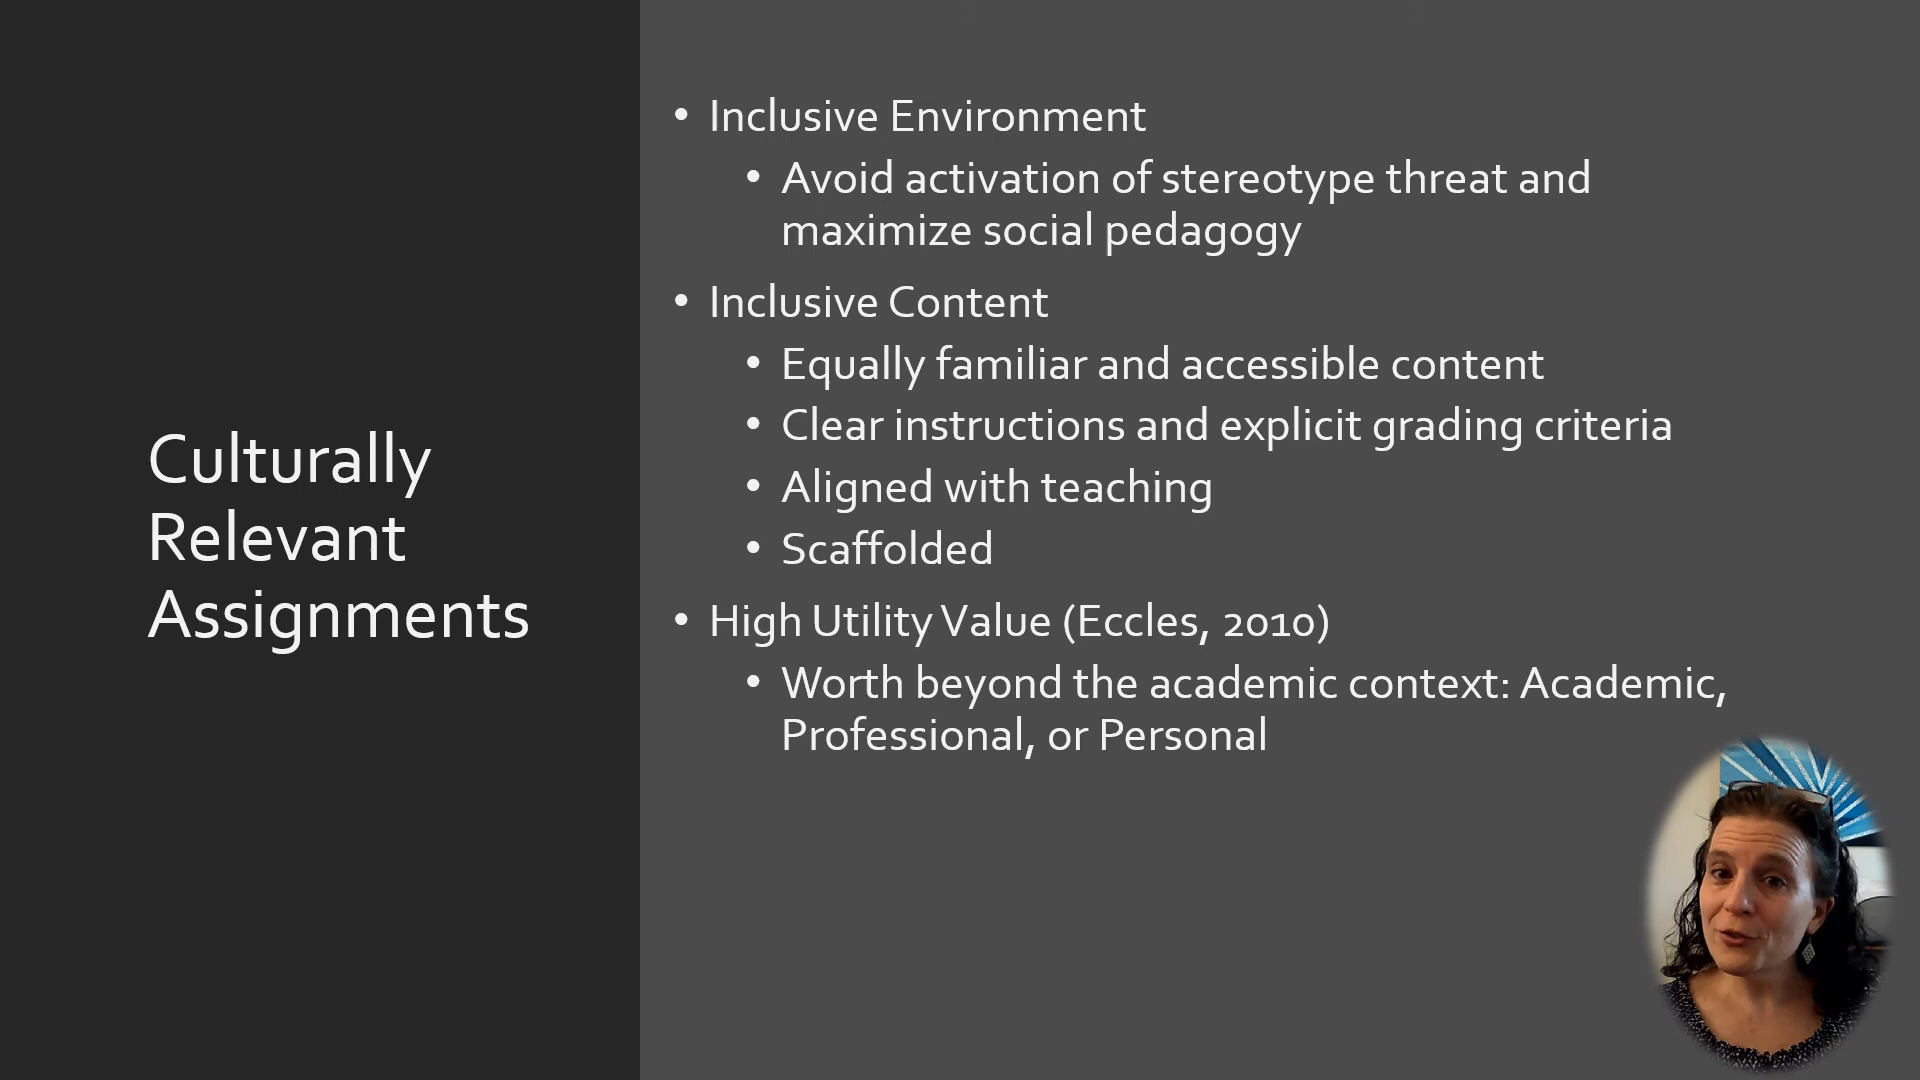 Culturally
Relevant
Assignments
• Inclusive Environment
• Avoid activation of stereotype threat and
maximize social pedagogy
• Inclusive Content
• Equally familiar and accessible content
• Clear instructions and explicit grading criteria
• Aligned with teaching
• Scaffolded
• High Utility Value (Eccles, 2010)
• Worth beyond the academic context: Academic,
Professional, or Personal